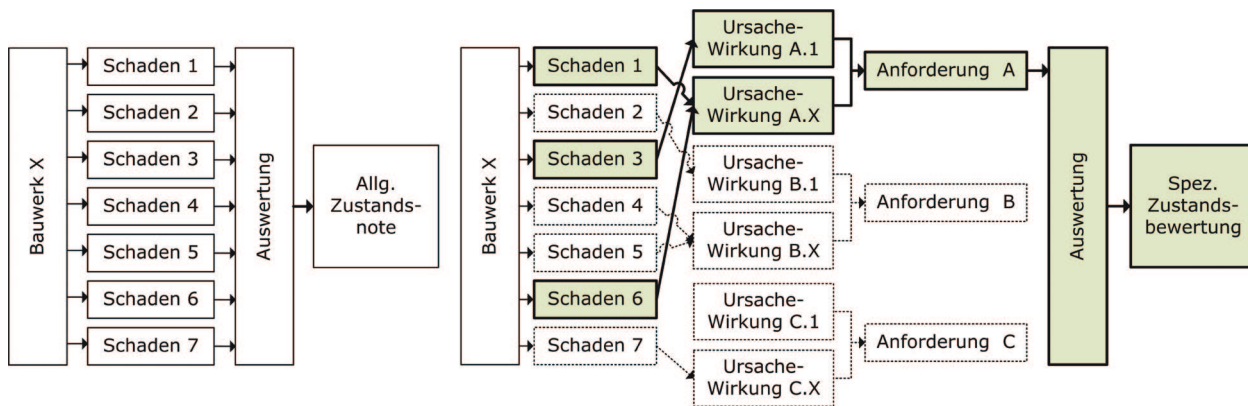 Bauwerk X
Schaden 1
Schaden 2
Schaden 3
Schaden 4
Schaden 5
Schaden 6
Schaden 7
Auswertung
Allg.
Zustands-
note
Bauwerk X
Schaden 1
Schaden 2
Schaden 3
Schaden 4
Schaden 5
Schaden 6
Schaden 7
Ursache-
Wirkung A.1
Ursache-
Wirkung A.X
Ursache-
Wirkung B.1
Ursache-
Wirkung B.X
Ursache-
Wirkung C.1
Ursache-
Wirkung C.X
Anforderung A
Anforderung B
Anforderung C
Auswertung
Spez.
Zustands-
bewertung